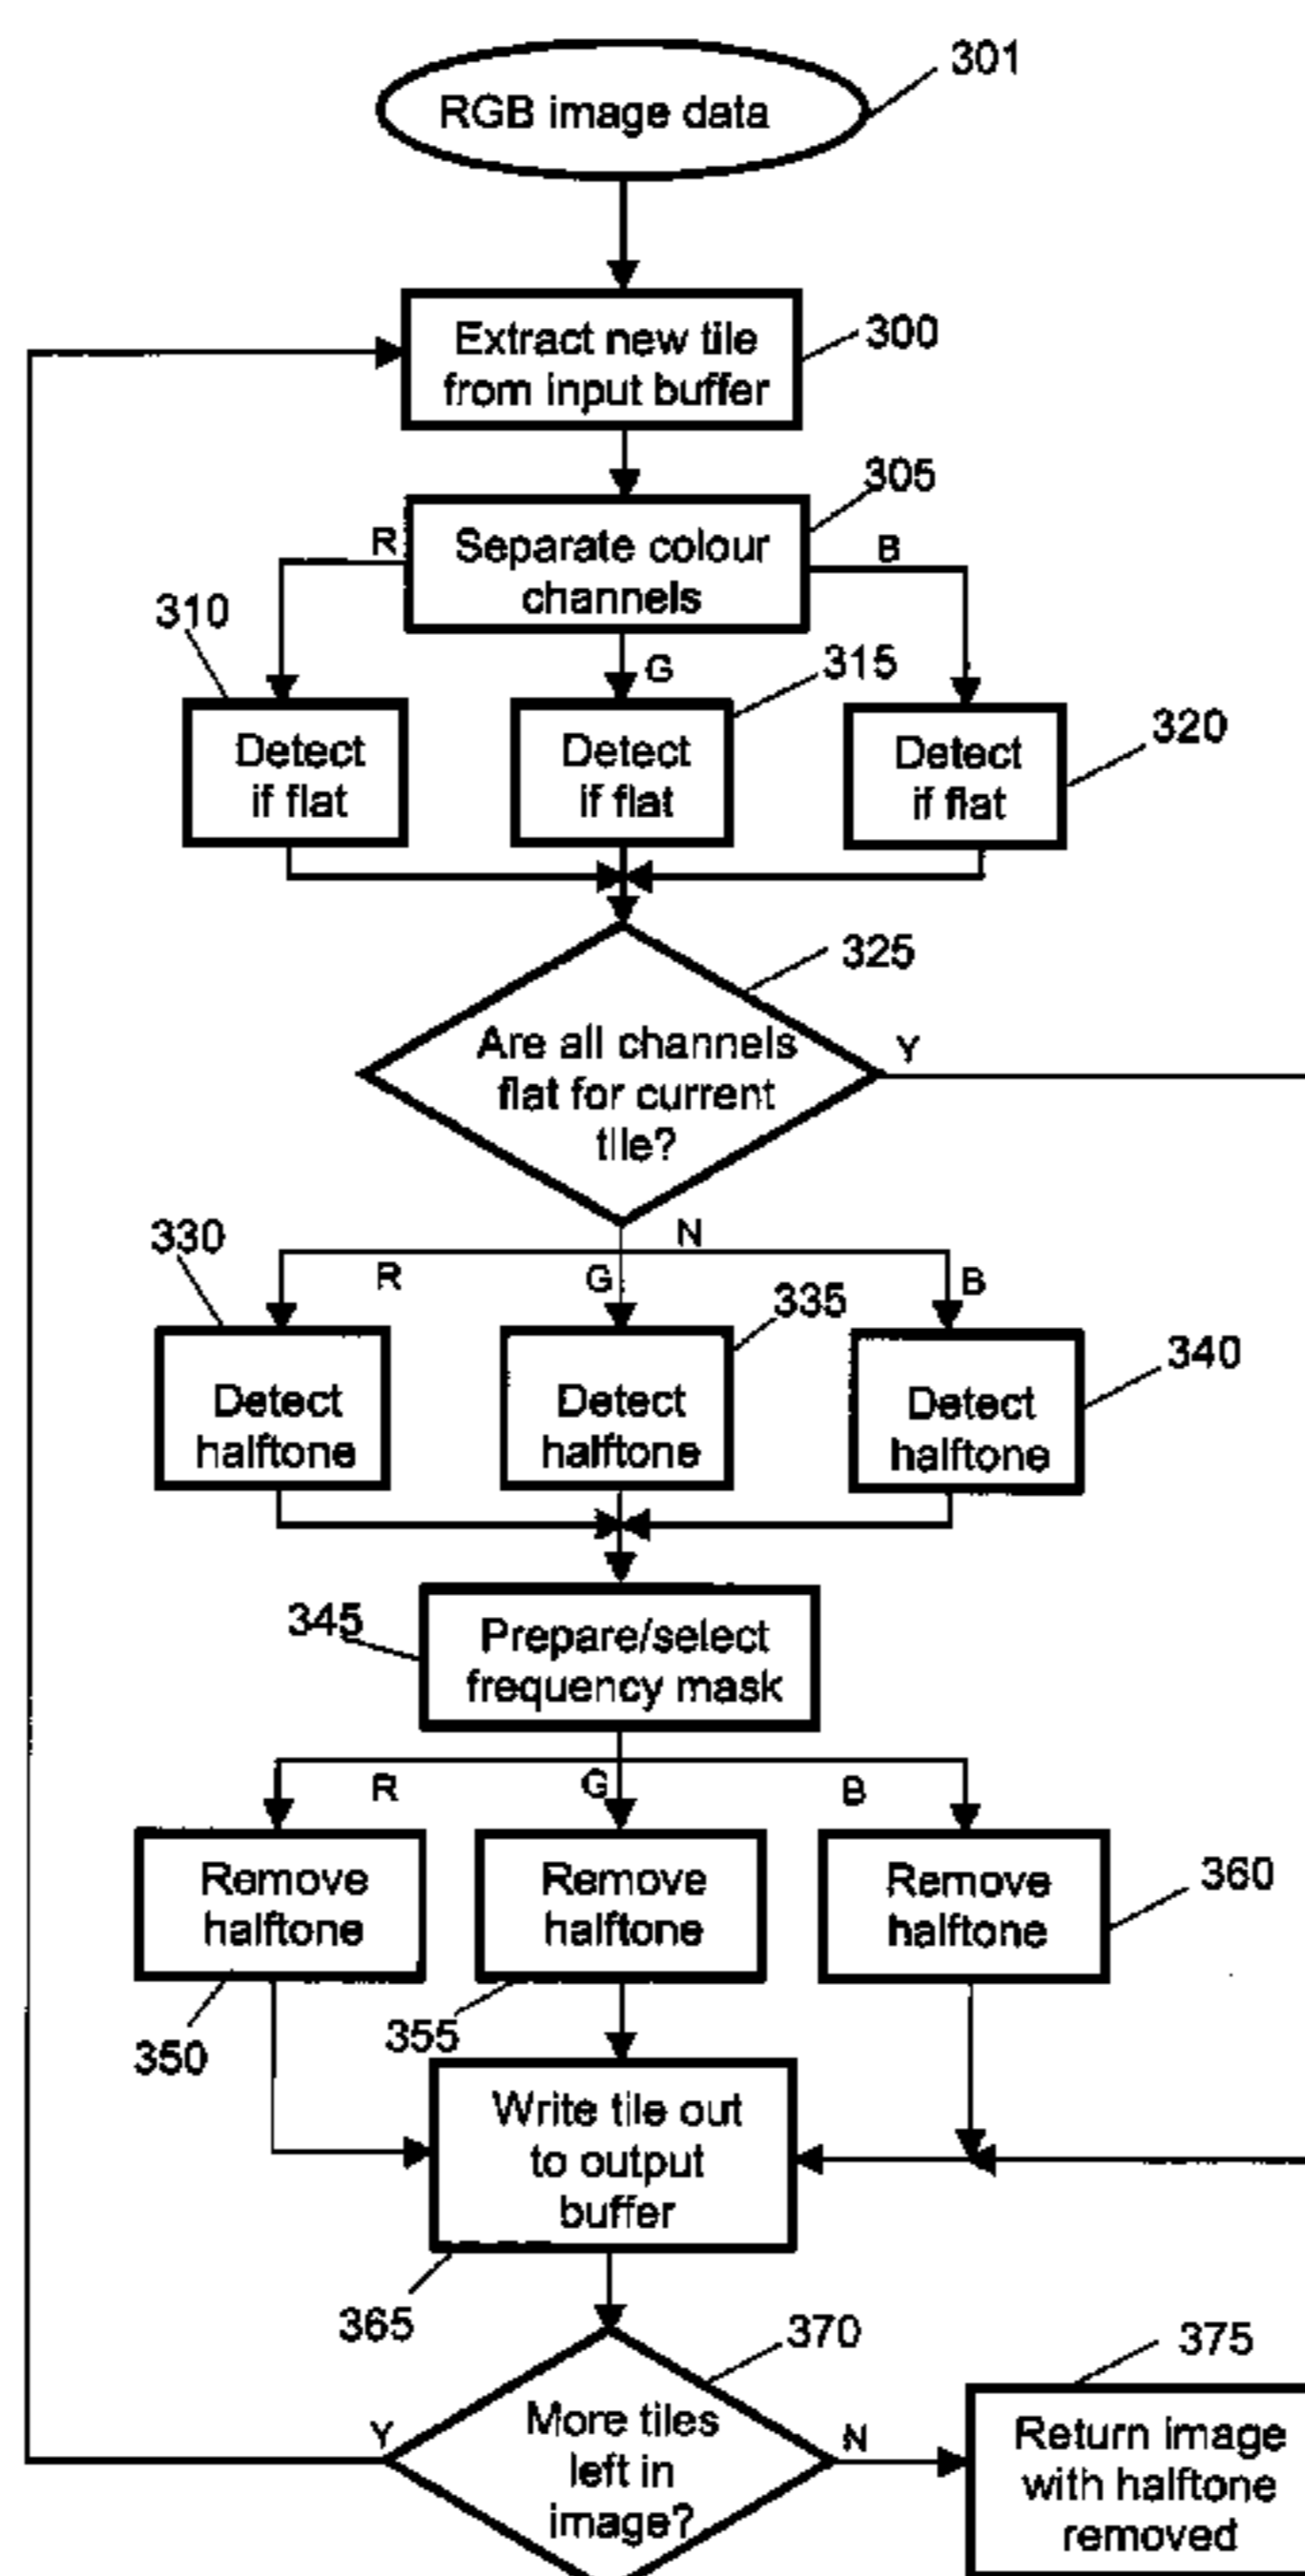 301
RGB image data
300
Extract new tile
from input buffer
305
R
Separate colour
channels
B
310
G
315
320
Detect
if flat
Detect
if flat
Detect
if flat
325
Are all channels
flat for current
tile?
Y
330
N
R
G
B
335
340
Detect
halftone
Detect
halftone
Detect
halftone
345
Prepare/select
frequency mask
R
G
B
Remove
halftone
Remove
halftone
Remove
halftone
360
350
355
Write tile out
to output
buffer
365
370
375
Y
More tiles
left in
image?
N
Return image
with halftone
removed